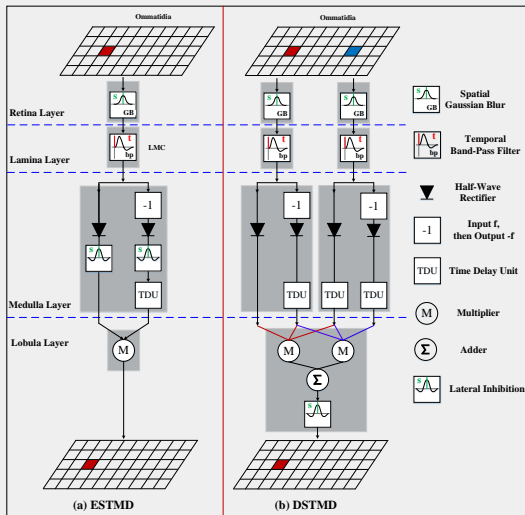 Ommatidia
Ommatidia
S
GB
S
GB
S
GB
S
GB
Spatial
Gaussian Blur
Retina Layer
t
bp
LMC
t
bp
t
bp
t
bp
Temporal
Band-Pass Filter
Lamina Layer
-1
-1
-1
Half-Wave
Rectifier
-1
Input f,
then Output -f
S
S
TDU
TDU
TDU
TDU
Time Delay Unit
Medulla Layer
M
Multiplier
Lobula Layer
M
M
M
Σ
Adder
Σ
S
S
Lateral Inhibition
(a) ESTMD
(b) DSTMD